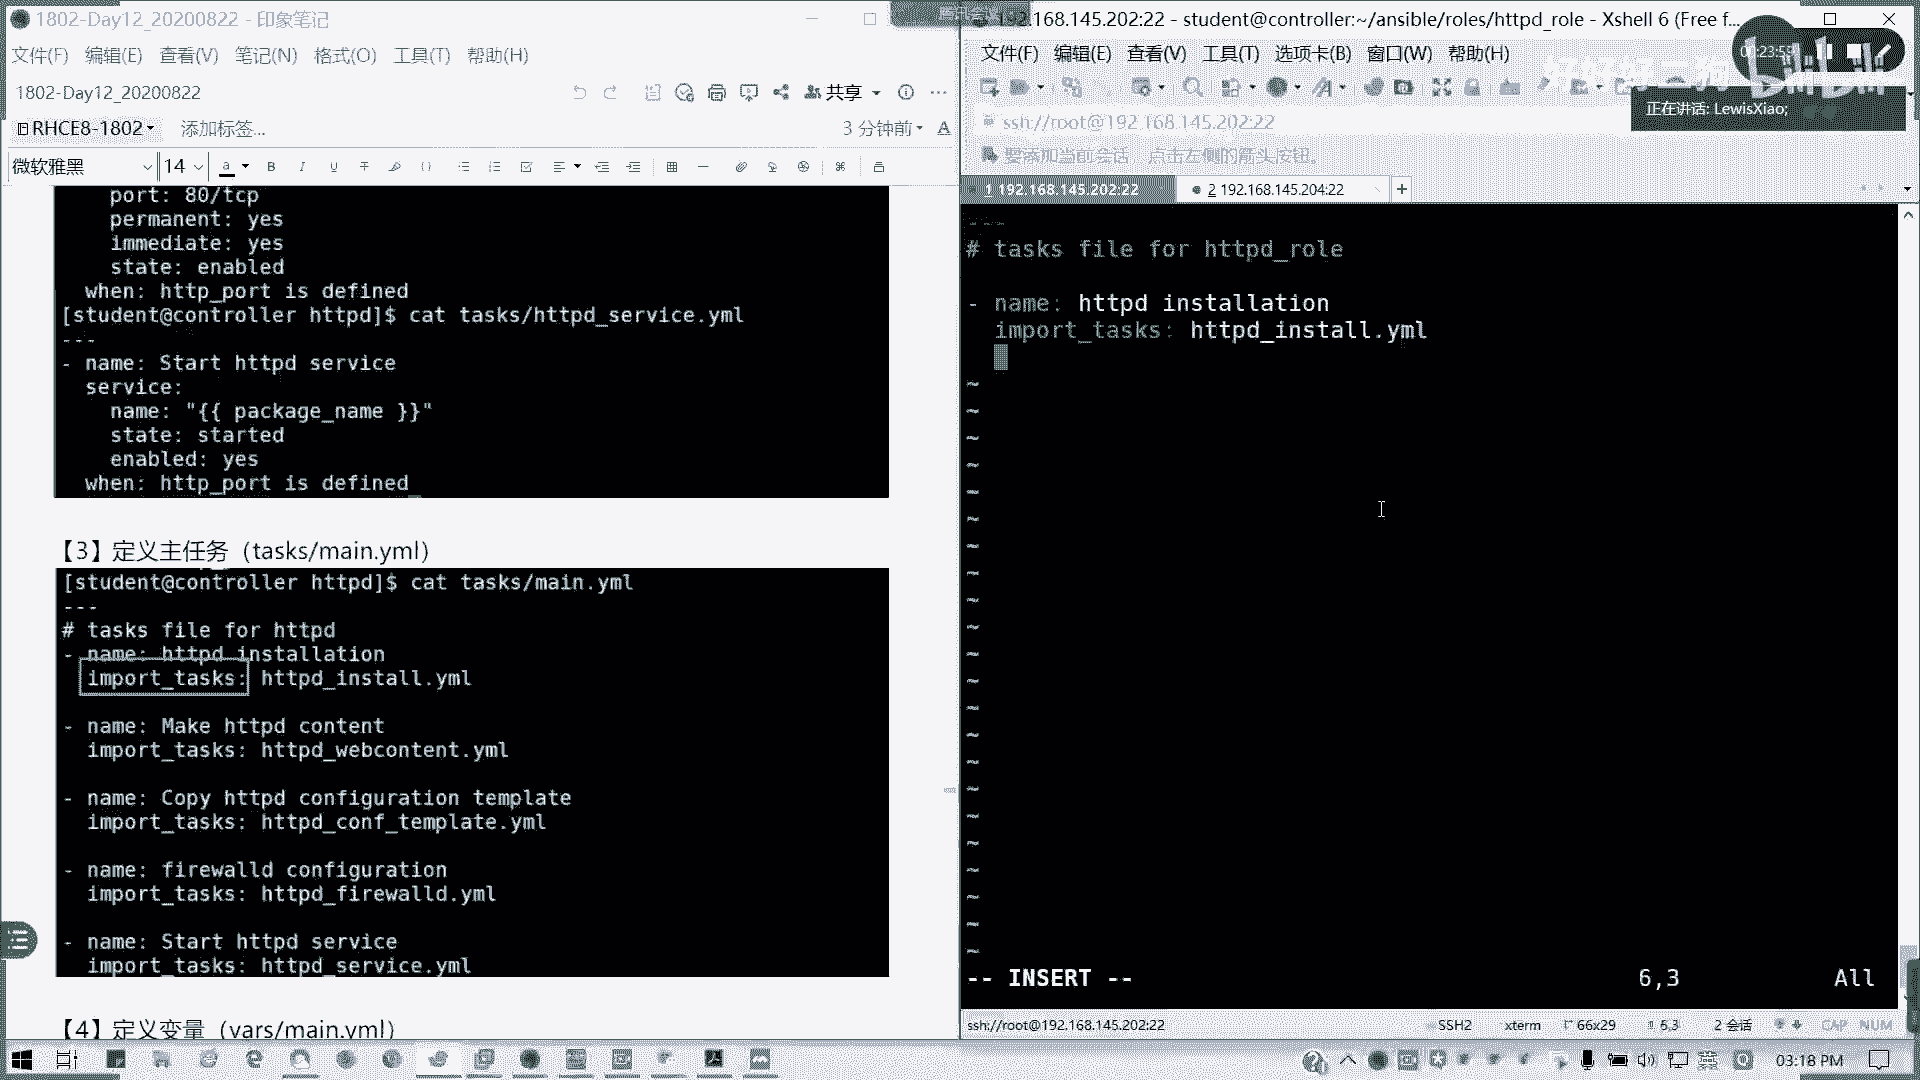 1802-Day12_20200822 - 印象笔记
文件(F) 编辑(E) 查看(V) 笔记(N) 格式(O) 工具(T) 帮助(H)
1802-Day12_20200822
共享
RHCE8-1802
添加标签...
3 分钟前
微软雅黑
14
port: 80/tcp
permanent: yes
immediate: yes
state: enabled
when: http_port is defined
[student@controller httpd]$ cat tasks/httpd_service.yml
---
- name: Start httpd service
service:
name: "{{ package_name }}"
state: started
enabled: yes
when: http_port is defined
【3】定义主任务（tasks/main.yml）
[student@controller httpd]$ cat tasks/main.yml
---
# tasks file for httpd
- name: httpd installation
import_tasks: httpd_install.yml
- name: Make httpd content
import_tasks: httpd_webcontent.yml
- name: Copy httpd configuration template
import_tasks: httpd_conf_template.yml
- name: firewalld configuration
import_tasks: httpd_firewalld.yml
- name: Start httpd service
import_tasks: httpd_service.yml
【4】定义变量（vars/main.yml）
192.168.145.202:22 - student@controller:~/ansible/roles/httpd_role - Xshell 6 (Free f...
文件(F) 编辑(E) 查看(V) 工具(T) 选项卡(B) 窗口(W) 帮助(H)
bilibili
正在讲话: LewisXiao;
ssh://root@192.168.145.202:22
要添加当前会话，点击左侧的箭头按钮。
1 192.168.145.202:22
2 192.168.145.204:22
---
# tasks file for httpd_role
- name: httpd installation
import_tasks: httpd_install.yml
-- INSERT -- 6,3 All
ssh://root@192.168.145.202:22
SSH2
xterm
66x29
6,3
2 会话
CAP NUM
英
03:18 PM